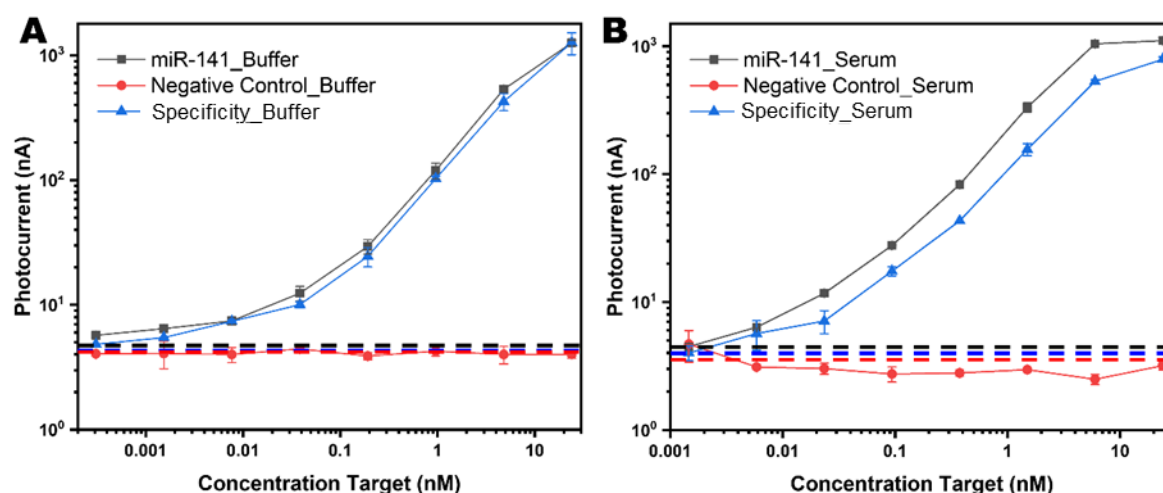 A
miR-141_Buffer
Negative Control_Buffer
Specificity_Buffer
Photocurrent (nA)
10³
10²
10¹
10⁰
0.001 0.01 0.1 1 10
Concentration Target (nM)
B
miR-141_Serum
Negative Control_Serum
Specificity_Serum
Photocurrent (nA)
10³
10²
10¹
10⁰
0.001 0.01 0.1 1 10
Concentration Target (nM)